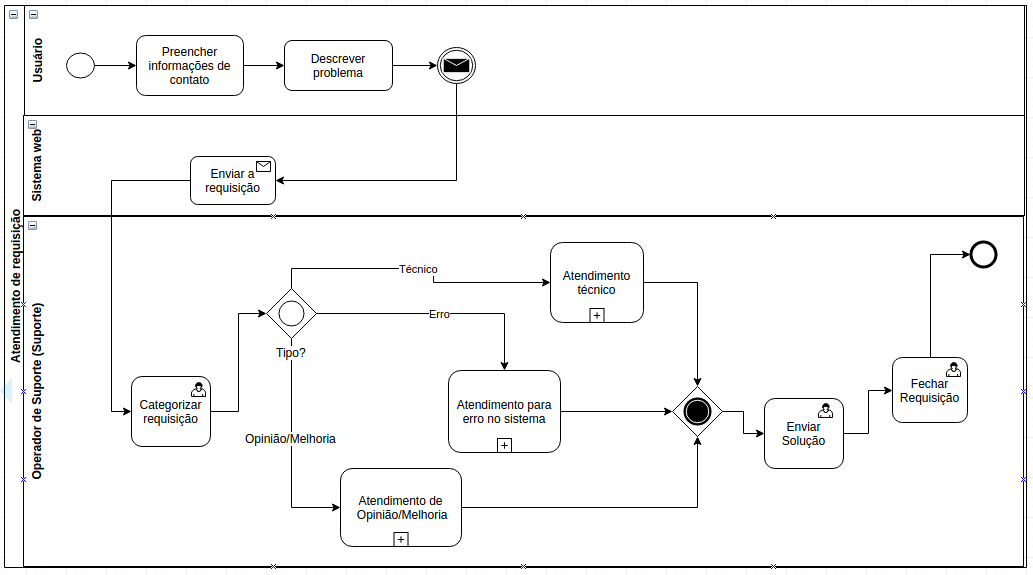 Atendimento de requisição
Usuário
Preencher
informações de
contato
Descrever
problema
Sistema web
Enviar a
requisição
Operador de Suporte (Suporte)
Categorizar
requisição
Tipo?
Técnico
Erro
Opinião/Melhoria
Atendimento
técnico
Atendimento para
erro no sistema
Atendimento de
Opinião/Melhoria
Enviar
Solução
Fechar
Requisição